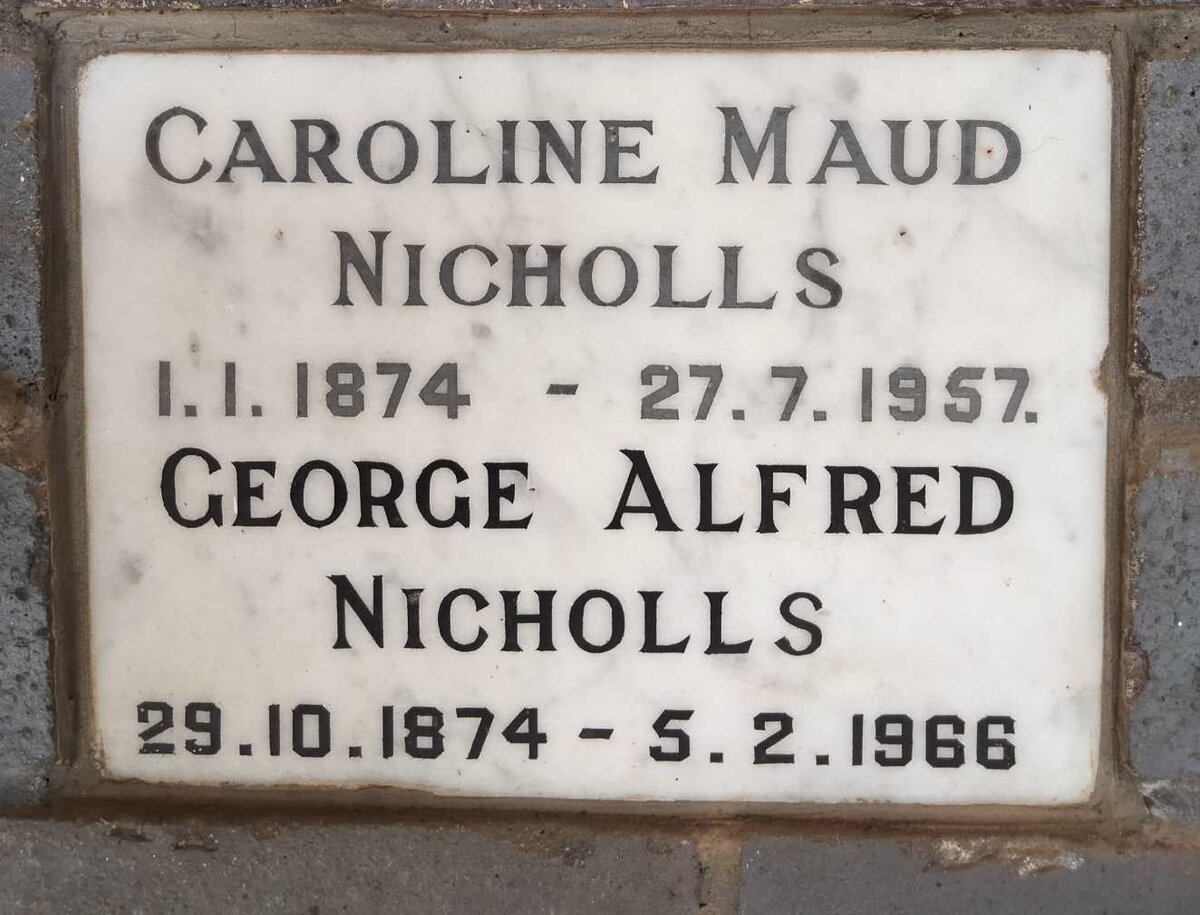 CAROLINE MAUD
NICHOLLS
1.1.1874 - 27.7.1957.
GEORGE ALFRED
NICHOLLS
29.10.1874 - 5.2.1966